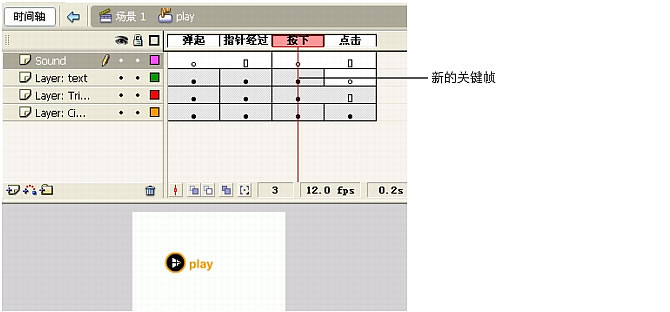 时间轴 场景 1 play
弹起 指针经过 按下 点击
Sound
Layer: text
新的关键帧
Layer: Tri...
Layer: Ci...
3 12.0 fps 0.2s
play